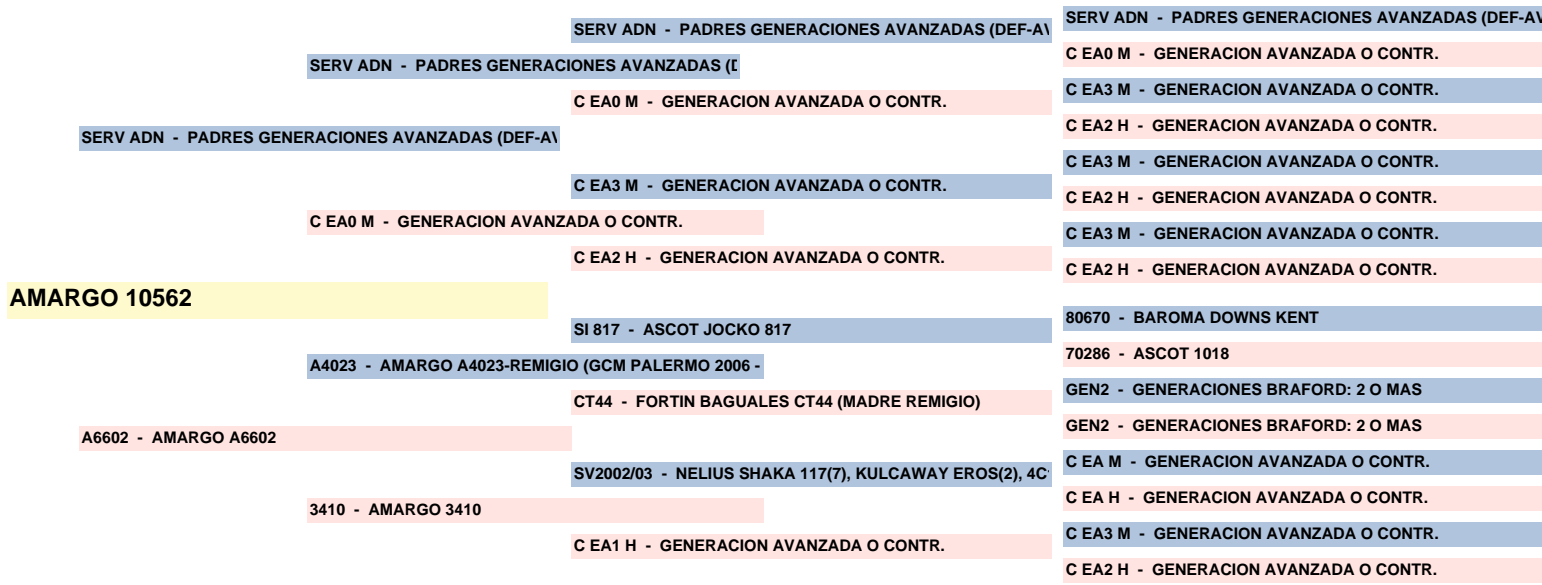 SERV ADN - PADRES GENERACIONES AVANZADAS (DEF-AV
SERV ADN - PADRES GENERACIONES AVANZADAS (DEF-A
C EA0 M - GENERACION AVANZADA O CONTR.
SERV ADN - PADRES GENERACIONES AVANZADAS (
C EA3 M - GENERACION AVANZADA O CONTR.
C EA0 M - GENERACION AVANZADA O CONTR.
C EA2 H - GENERACION AVANZADA O CONTR.
SERV ADN - PADRES GENERACIONES AVANZADAS (DEF-A
C EA3 M - GENERACION AVANZADA O CONTR.
C EA3 M - GENERACION AVANZADA O CONTR.
C EA2 H - GENERACION AVANZADA O CONTR.
C EA0 M - GENERACION AVANZADA O CONTR.
C EA3 M - GENERACION AVANZADA O CONTR.
C EA2 H - GENERACION AVANZADA O CONTR.
C EA2 H - GENERACION AVANZADA O CONTR.
AMARGO 10562
80670 - BAROMA DOWNS KENT
SI 817 - ASCOT JOCKO 817
70286 - ASCOT 1018
A4023 - AMARGO A4023-REMIGIO (GCM PALERMO 2006 -
GEN2 - GENERACIONES BRAFORD: 2 O MAS
CT44 - FORTIN BAGUALES CT44 (MADRE REMIGIO)
GEN2 - GENERACIONES BRAFORD: 2 O MAS
A6602 - AMARGO A6602
C EA M - GENERACION AVANZADA O CONTR.
SV2002/03 - NELIUS SHAKA 117(7), KULCAWAY EROS(2), 4C
C EA H - GENERACION AVANZADA O CONTR.
3410 - AMARGO 3410
C EA3 M - GENERACION AVANZADA O CONTR.
C EA1 H - GENERACION AVANZADA O CONTR.
C EA2 H - GENERACION AVANZADA O CONTR.